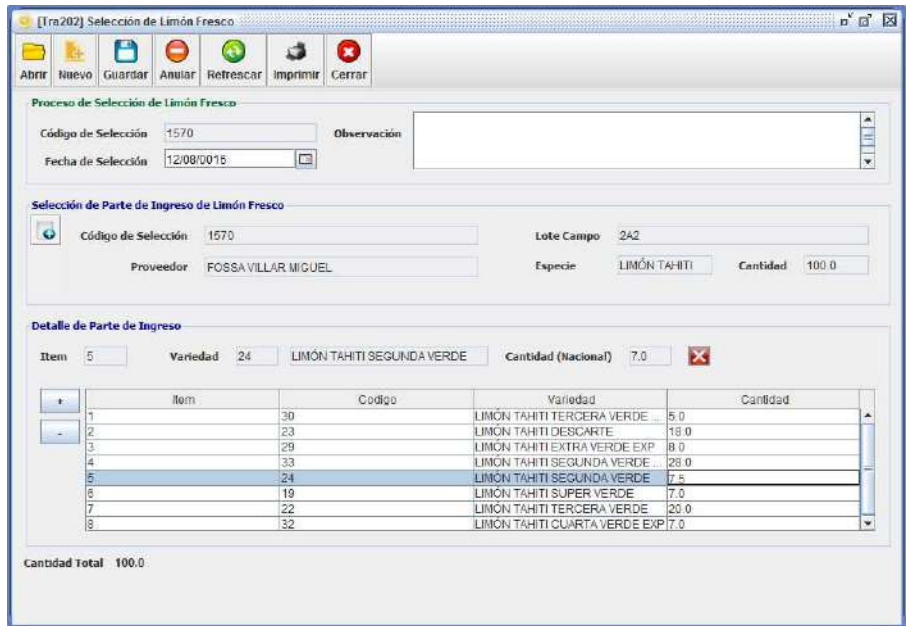 [Tra202] Selección de Limón Fresco
Abrir Nuevo Guardar Anular Refrescar Imprimir Cerrar
Proceso de Selección de Limón Fresco
Código de Selección 1570 Observación
Fecha de Selección 12/08/0016
Selección de Parte de Ingreso de Limón Fresco
Código de Selección 1570 Lote Campo 2A2
Proveedor FOSSA VILLAR MIGUEL Especie LIMÓN TAHITI Cantidad 100.0
Detalle de Parte de Ingreso
Item 5 Variedad 24 LIMÓN TAHITI SEGUNDA VERDE Cantidad (Nacional) 7.0
+ Item Codigo Variedad Cantidad
1 30 LIMÓN TAHITI TERCERA VERDE ... 5.0
- 2 23 LIMÓN TAHITI DESCARTE 18.0
3 29 LIMÓN TAHITI EXTRA VERDE EXP 8.0
4 33 LIMÓN TAHITI SEGUNDA VERDE ... 28.0
5 24 LIMÓN TAHITI SEGUNDA VERDE 7.5
6 19 LIMÓN TAHITI SUPER VERDE 7.0
7 22 LIMÓN TAHITI TERCERA VERDE 20.0
8 32 LIMÓN TAHITI CUARTA VERDE EXP 7.0
Cantidad Total 100.0